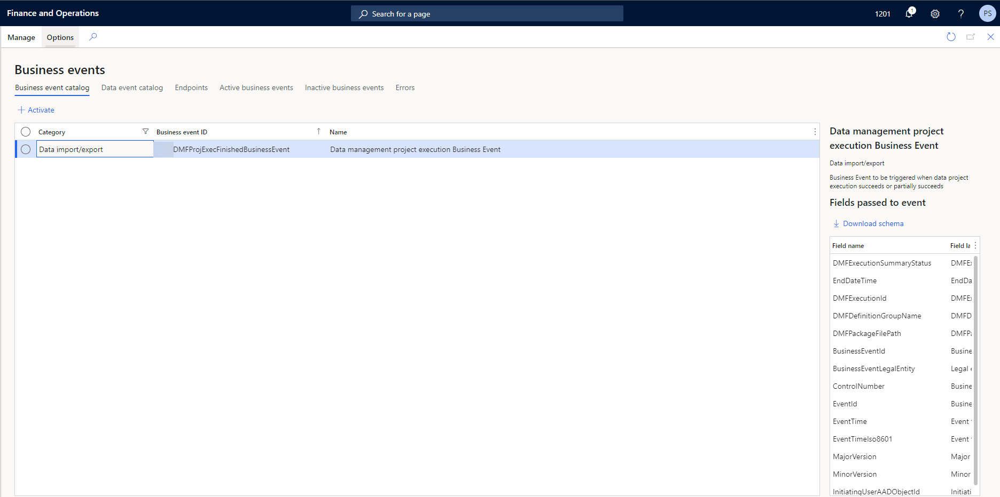 Finance and Operations
Search for a page
1201
1
PS
Manage
Options
Business events
Business event catalog
Data event catalog
Endpoints
Active business events
Inactive business events
Errors
Activate
Category
Business event ID
Name
Data import/export
DMFProjExecFinishedBusinessEvent
Data management project execution Business Event
Data management project
execution Business Event
Data import/export
Business Event to be triggered when data project
execution succeeds or partially succeeds
Fields passed to event
Download schema
Field name Field la
DMFExecutionSummaryStatus DMFE
EndDateTime EndDa
DMFExecutionId DMFE
DMFDefinitionGroupName DMFD
DMFPackageFilePath DMFPa
BusinessEventId Busine
BusinessEventLegalEntity Legal
ControlNumber Busine
EventId Busine
EventTime Event
EventTimeIso8601 Event
MajorVersion Major
MinorVersion Minor
InitiatingUserAADObjectId Initiati